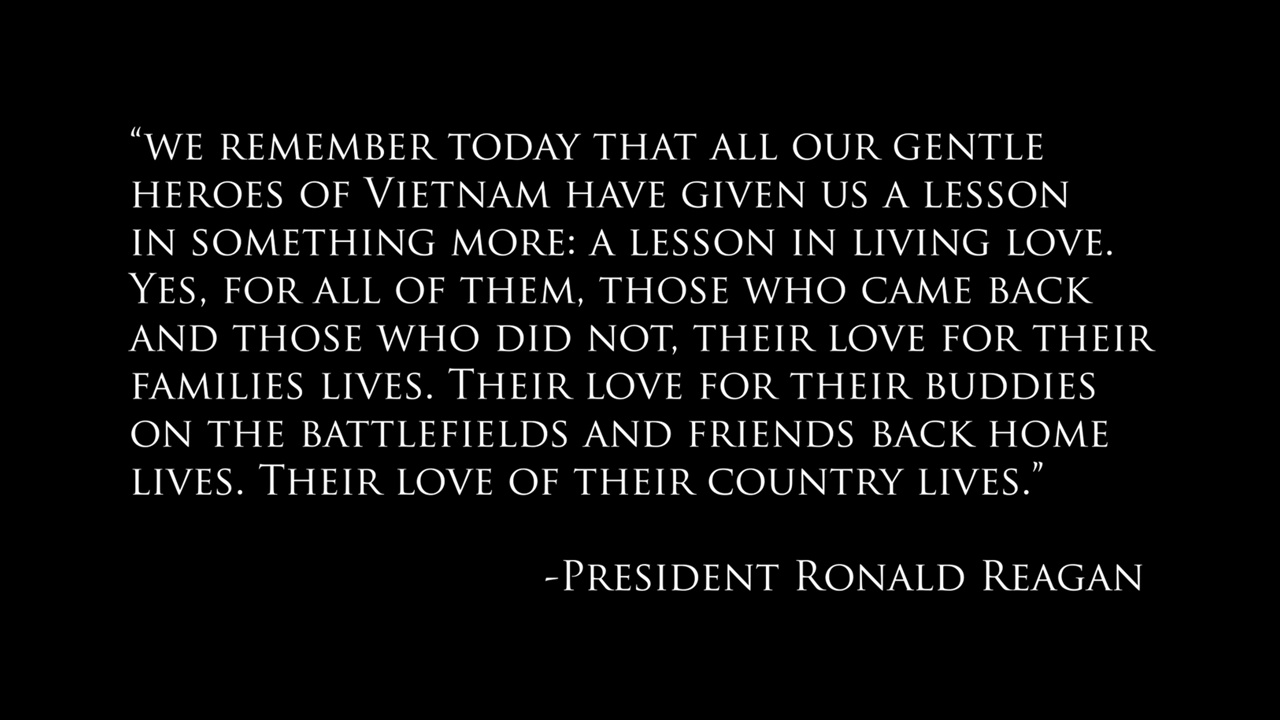 “WE REMEMBER TODAY THAT ALL OUR GENTLE
HEROES OF VIETNAM HAVE GIVEN US A LESSON
IN SOMETHING MORE: A LESSON IN LIVING LOVE.
YES, FOR ALL OF THEM, THOSE WHO CAME BACK
AND THOSE WHO DID NOT, THEIR LOVE FOR THEIR
FAMILIES LIVES. THEIR LOVE FOR THEIR BUDDIES
ON THE BATTLEFIELDS AND FRIENDS BACK HOME
LIVES. THEIR LOVE OF THEIR COUNTRY LIVES.”
-PRESIDENT RONALD REAGAN